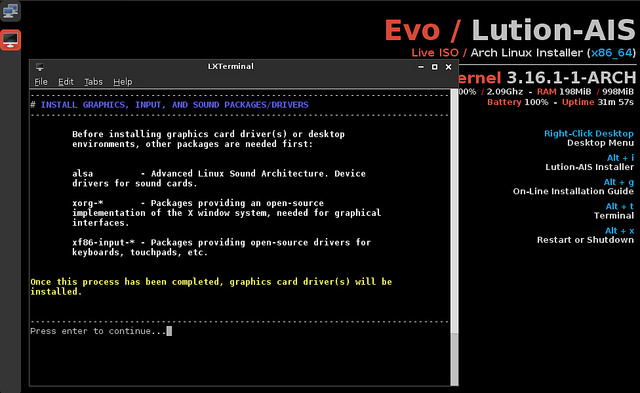 Evo / Lution-AIS
Live ISO / Arch Linux Installer (x86_64)
LXTerminal
File Edit Tabs Help
# INSTALL GRAPHICS, INPUT, AND SOUND PACKAGES/DRIVERS
Before installing graphics card driver(s) or desktop
environments, other packages are needed first:
alsa - Advanced Linux Sound Architecture. Device
drivers for sound cards.
xorg-* - Packages providing an open-source
implementation of the X window system, needed for graphical
interfaces.
xf86-input-* - Packages providing open-source drivers for
keyboards, touchpads, etc.
Once this process has been completed, graphics card driver(s) will be
installed.
Press enter to continue...
ernel 3.16.1-1-ARCH
00% / 2.09Ghz - RAM 198MiB / 998MiB
Battery 100% - Uptime 31m 57s
Right-Click Desktop
Desktop Menu
Alt + i
Lution-AIS Installer
Alt + g
On-Line Installation Guide
Alt + t
Terminal
Alt + x
Restart or Shutdown